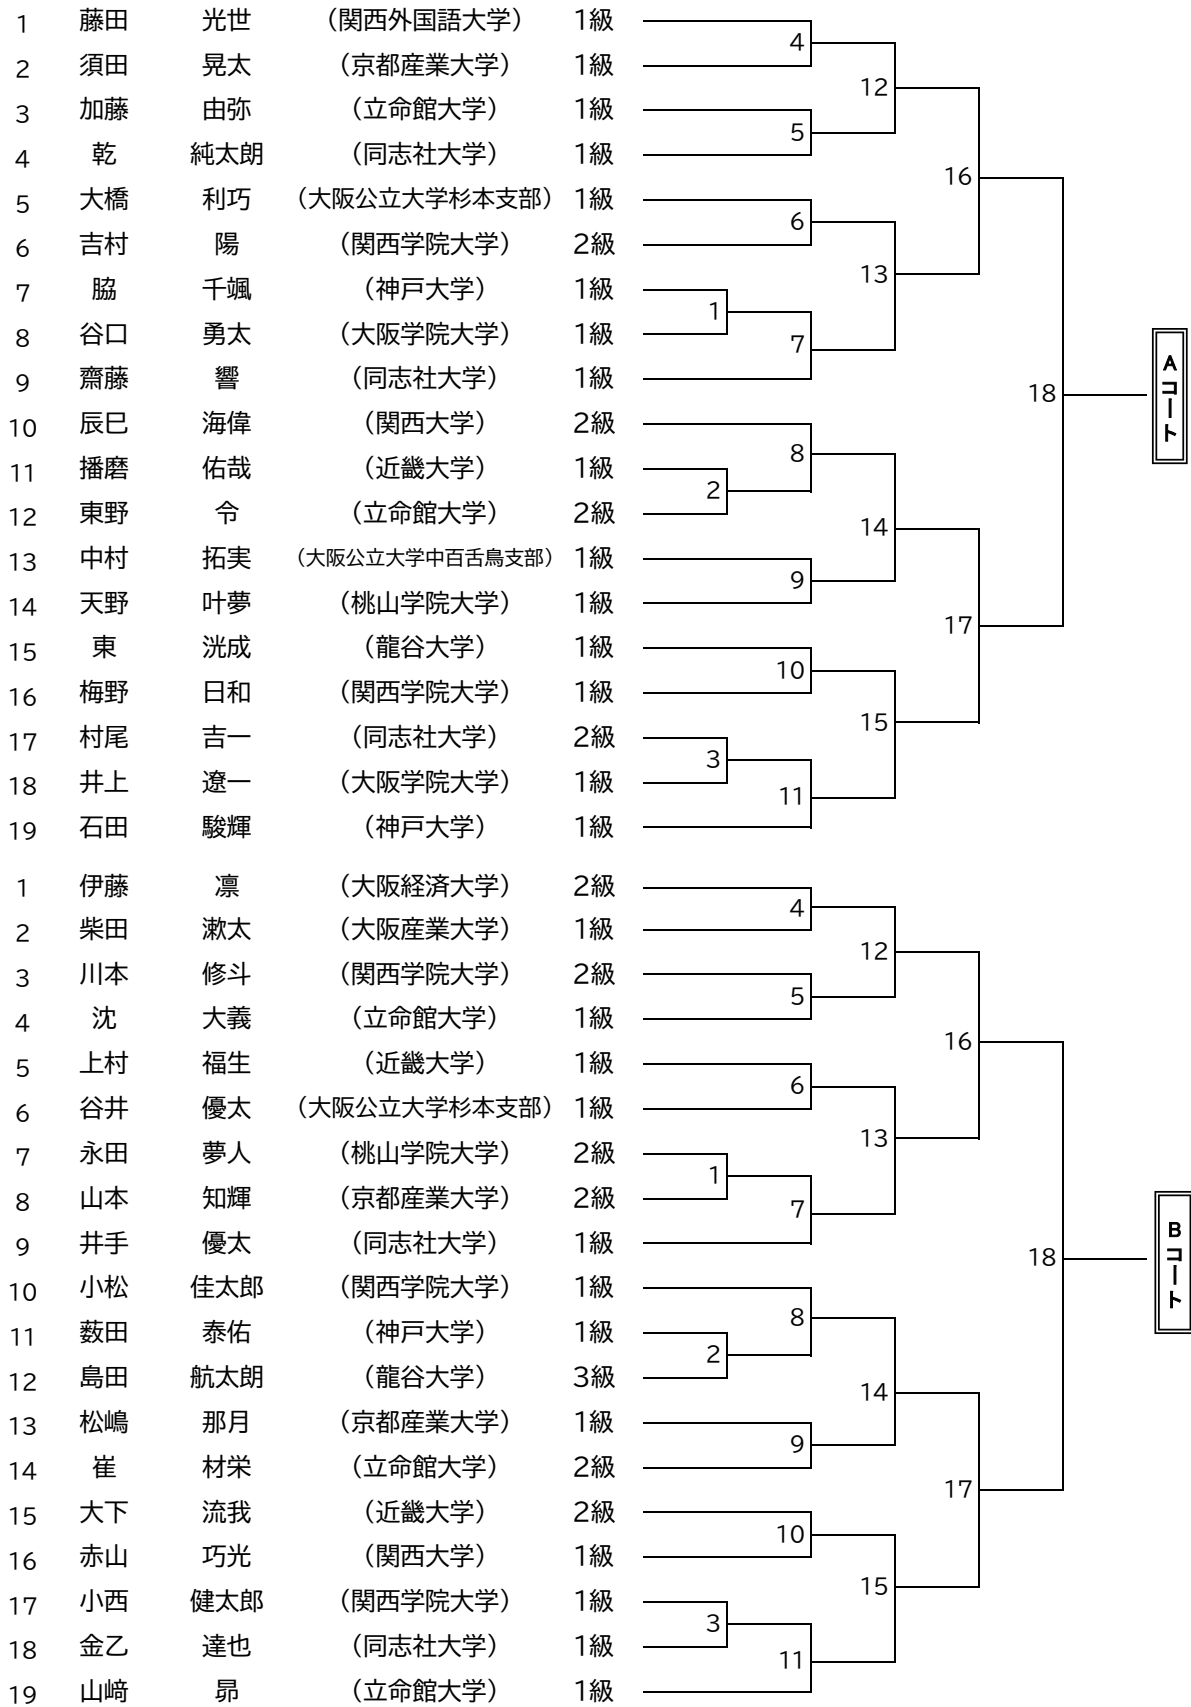 1 藤田 光世 (関西外国語大学) 1級
4
2 須田 晃太 (京都産業大学) 1級
12
3 加藤 由弥 (立命館大学) 1級
5
4 乾 純太朗 (同志社大学) 1級
16
5 大橋 利巧 (大阪公立大学杉本支部) 1級
6
6 吉村 陽 (関西学院大学) 2級
13
7 脇 千颯 (神戸大学) 1級
1
8 谷口 勇太 (大阪学院大学) 1級
7
9 齋藤 響 (同志社大学) 1級
18
Aコート
10 辰巳 海偉 (関西大学) 2級
8
11 播磨 佑哉 (近畿大学) 1級
2
12 東野 令 (立命館大学) 2級
14
13 中村 拓実 (大阪公立大学中百舌鳥支部) 1級
9
14 天野 叶夢 (桃山学院大学) 1級
17
15 東 洸成 (龍谷大学) 1級
10
16 梅野 日和 (関西学院大学) 1級
15
17 村尾 吉一 (同志社大学) 2級
3
18 井上 遼一 (大阪学院大学) 1級
11
19 石田 駿輝 (神戸大学) 1級
1 伊藤 凛 (大阪経済大学) 2級
4
2 柴田 漱太 (大阪産業大学) 1級
12
3 川本 修斗 (関西学院大学) 2級
5
4 沈 大義 (立命館大学) 1級
16
5 上村 福生 (近畿大学) 1級
6
6 谷井 優太 (大阪公立大学杉本支部) 1級
13
7 永田 夢人 (桃山学院大学) 2級
1
8 山本 知輝 (京都産業大学) 2級
7
9 井手 優太 (同志社大学) 1級
18
Bコート
10 小松 佳太郎 (関西学院大学) 1級
8
11 薮田 泰佑 (神戸大学) 1級
2
12 島田 航太朗 (龍谷大学) 3級
14
13 松嶋 那月 (京都産業大学) 1級
9
14 崔 材栄 (立命館大学) 2級
17
15 大下 流我 (近畿大学) 2級
10
16 赤山 巧光 (関西大学) 1級
15
17 小西 健太郎 (関西学院大学) 1級
3
18 金乙 達也 (同志社大学) 1級
11
19 山﨑 昴 (立命館大学) 1級